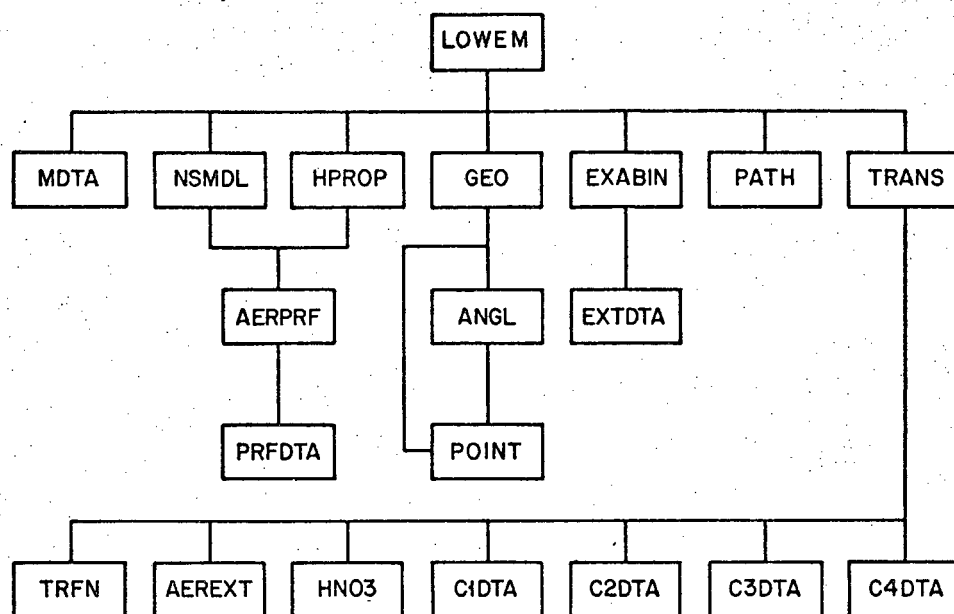 LOWEM
MDTA NSMDL HPROP GEO EXABIN PATH TRANS
AERPRF ANGL EXTDTA
PRFDTA POINT
TRFN AEREXT HNO3 C1DTA C2DTA C3DTA C4DTA